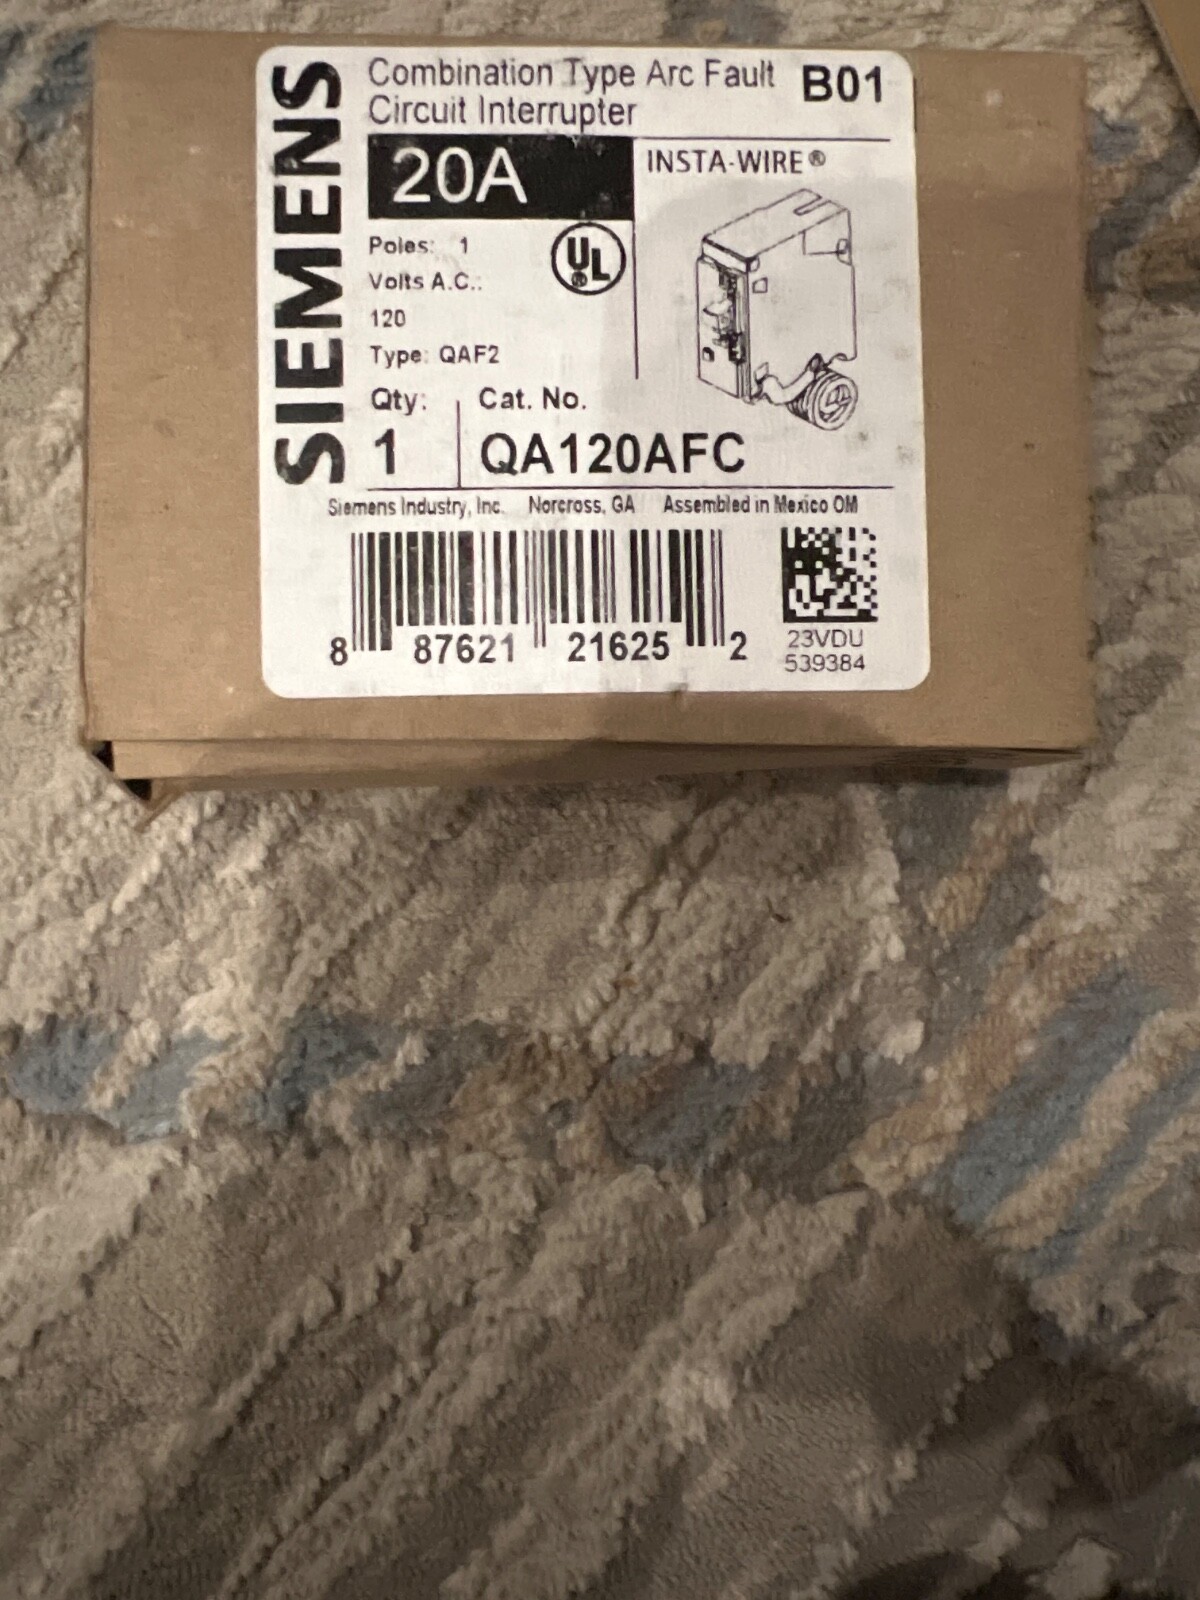 SIEMENS
Combination Type Arc Fault
Circuit Interrupter
B01
20A
INSTA-WIRE®
Poles: 1
Volts A.C.:
120
Type: QAF2
UL
®
Qty:
1
Cat. No.
QA120AFC
Siemens Industry, Inc. Norcross, GA Assembled in Mexico OM
8 87621 21625 2
23VDU
539384